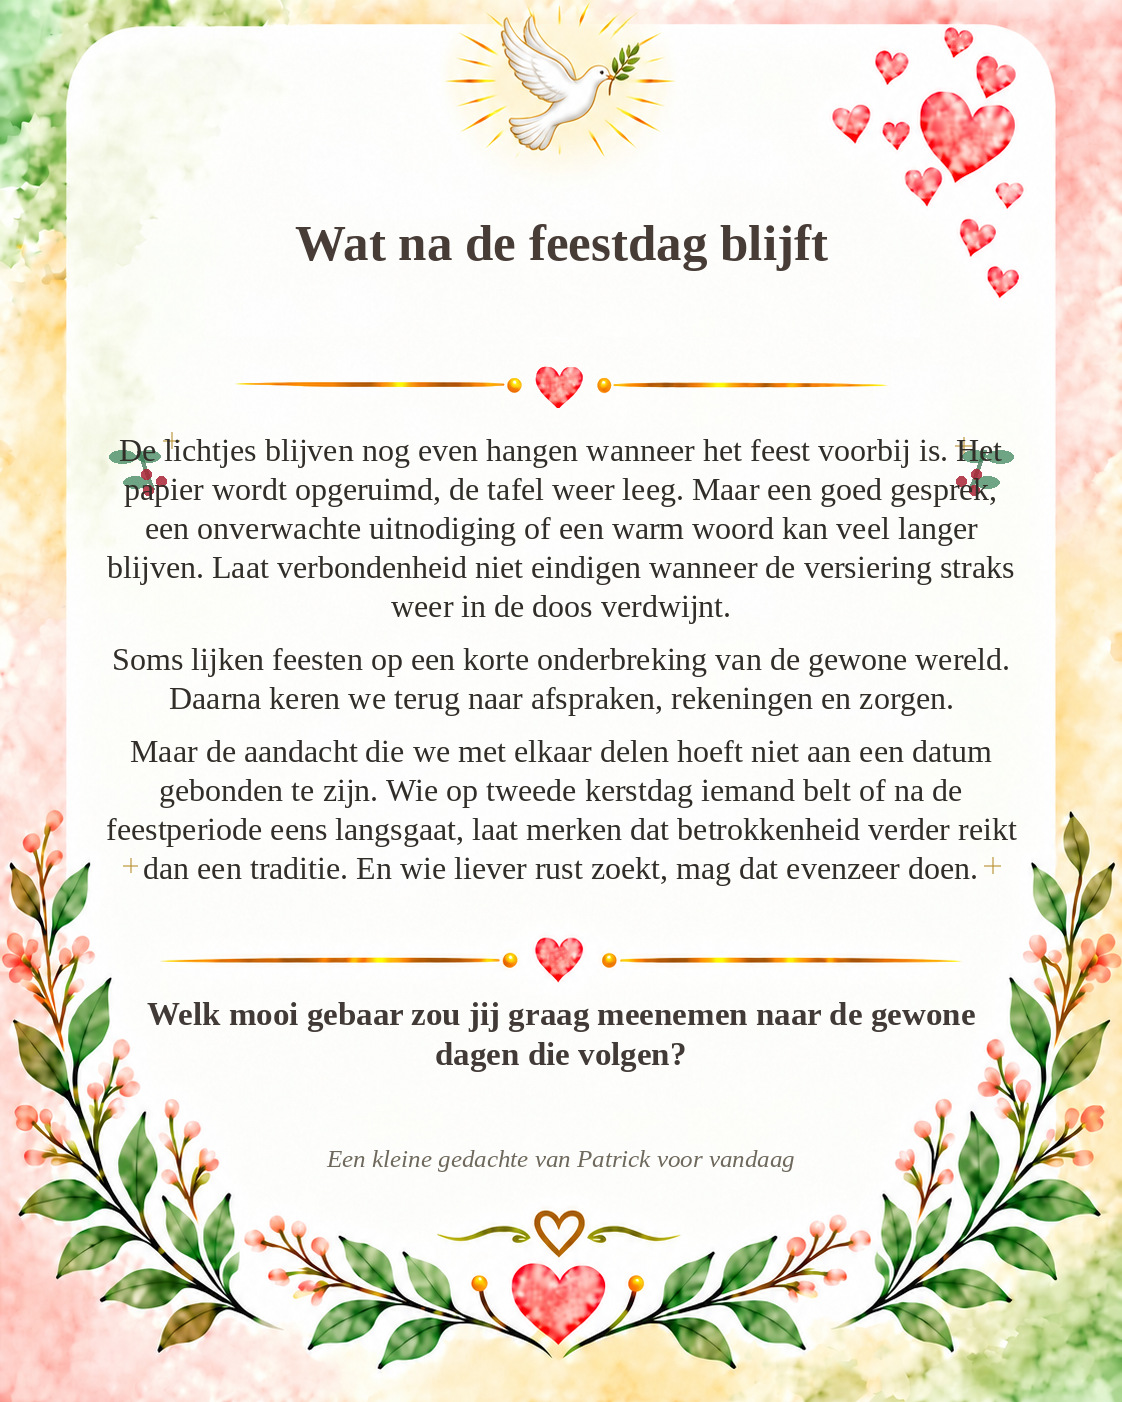 Wat na de feestdag blijft
De lichtjes blijven nog even hangen wanneer het feest voorbij is. Het
papier wordt opgeruimd, de tafel weer leeg. Maar een goed gesprek,
een onverwachte uitnodiging of een warm woord kan veel langer
blijven. Laat verbondenheid niet eindigen wanneer de versiering straks
weer in de doos verdwijnt.
Soms lijken feesten op een korte onderbreking van de gewone wereld.
Daarna keren we terug naar afspraken, rekeningen en zorgen.
Maar de aandacht die we met elkaar delen hoeft niet aan een datum
gebonden te zijn. Wie op tweede kerstdag iemand belt of na de
feestperiode eens langsgaat, laat merken dat betrokkenheid verder reikt
dan een traditie. En wie liever rust zoekt, mag dat evenzeer doen.
Welk mooi gebaar zou jij graag meenemen naar de gewone
dagen die volgen?
Een kleine gedachte van Patrick voor vandaag